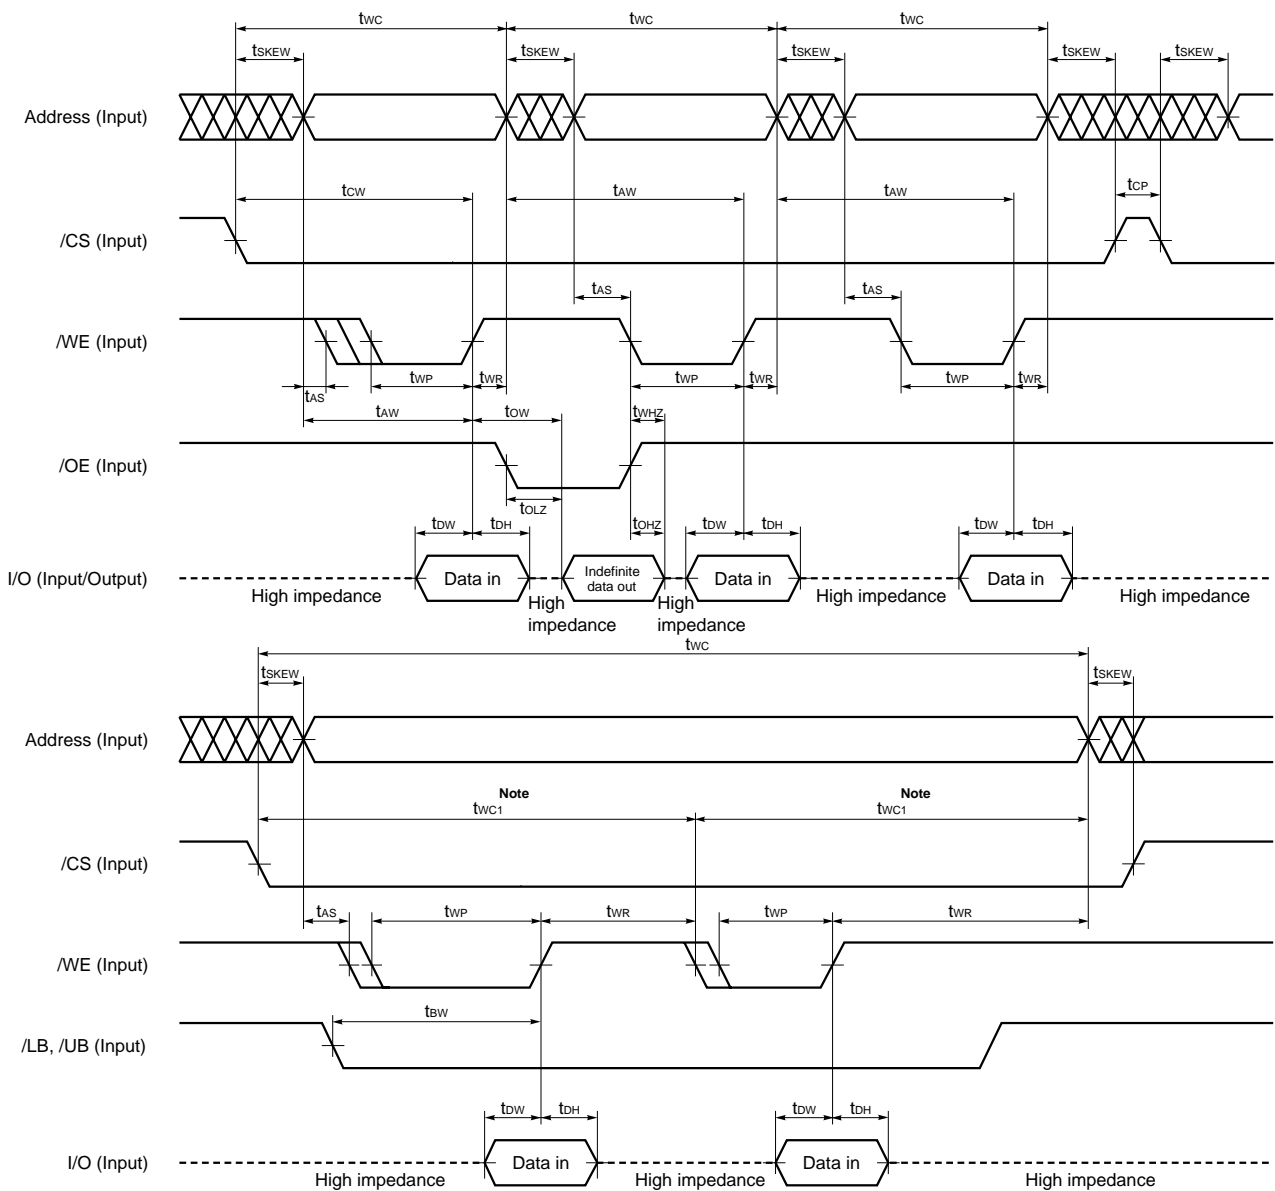 tWC tWC tWC
tSKEW tSKEW tSKEW tSKEW tSKEW
Address (Input)
tCW tAW tAW tCP
/CS (Input)
tAS tAS
/WE (Input)
tWP tWR tWP tWR tWP tWR
tAS
tAW tOW tWHZ
/OE (Input)
tOLZ
tDW tDH tOHZ tDW tDH tDW tDH
I/O (Input/Output) Data in Indefinite data out Data in Data in
High impedance High impedance High impedance High impedance High impedance
tWC
tSKEW tSKEW
Address (Input)
Note Note
tWC1 tWC1
/CS (Input)
tAS tWP tWR tWP tWR
/WE (Input)
tBW
/LB, /UB (Input)
tDW tDH tDW tDH
I/O (Input) Data in Data in
High impedance High impedance High impedance